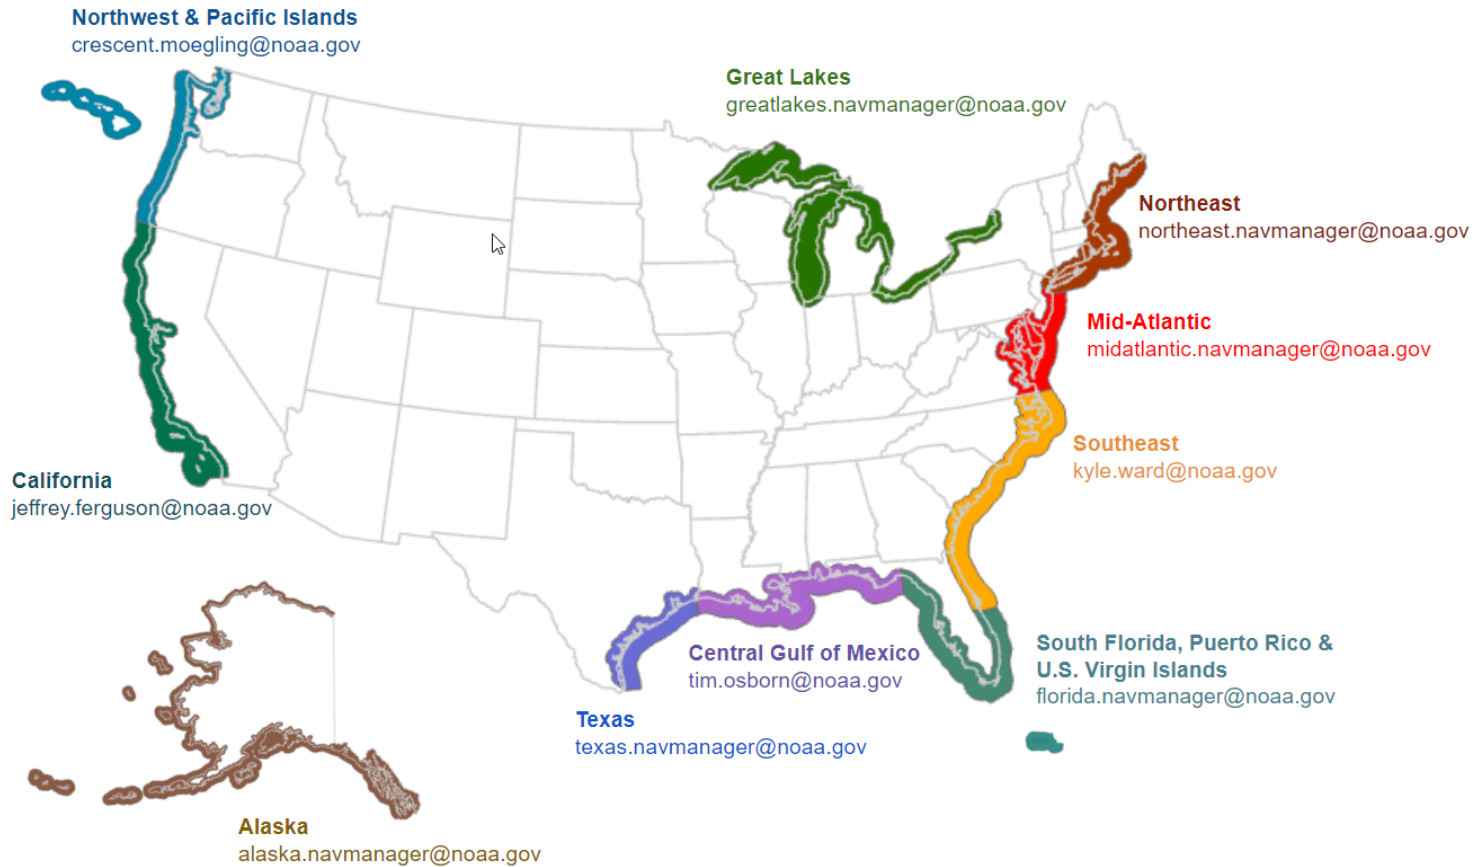 Northwest & Pacific Islands
crescent.moegling@noaa.gov
Great Lakes
greatlakes.navmanager@noaa.gov
Northeast
northeast.navmanager@noaa.gov
Mid-Atlantic
midatlantic.navmanager@noaa.gov
Southeast
kyle.ward@noaa.gov
California
jeffrey.ferguson@noaa.gov
Central Gulf of Mexico
tim.osborn@noaa.gov
South Florida, Puerto Rico &
U.S. Virgin Islands
florida.navmanager@noaa.gov
Texas
texas.navmanager@noaa.gov
Alaska
alaska.navmanager@noaa.gov